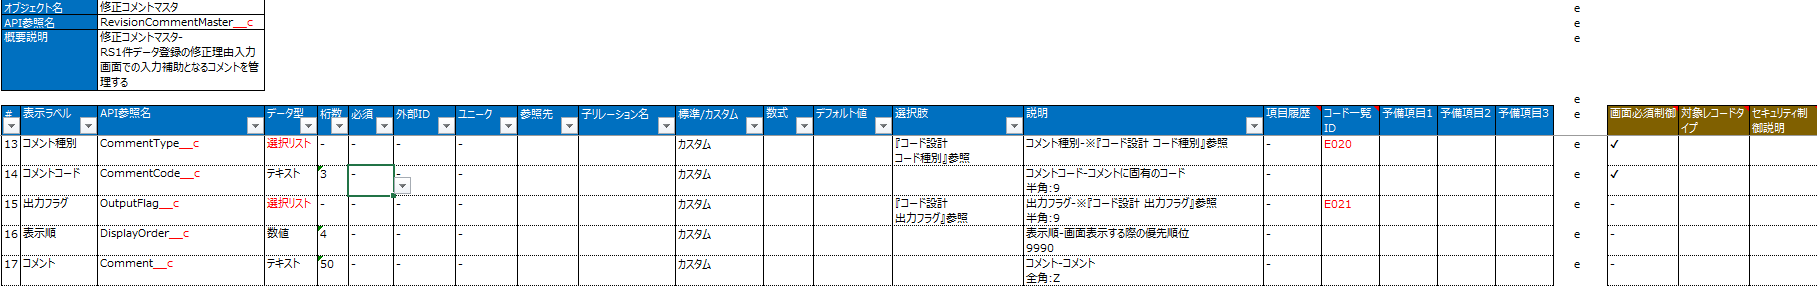 オブジェクト名 修正コメントマスタ e
API参照名 RevisionCommentMaster__c e
概要説明 修正コメントマスタ- e
RS1件データ登録の修正理由入力
画面での入力補助となるコメントを管
理する
e
# 表示ラベル API参照名 データ型 桁数 必須 外部ID ユニーク 参照先 子リレーション名 標準/カスタム 数式 デフォルト値 選択肢 説明 項目履歴 コード一覧 予備項目1 予備項目2 予備項目3 e 画面必須制御 対象レコードタ セキュリティ制
ID イプ 御説明
13 コメント種別 CommentType__c 選択リスト - - - - カスタム 『コード設計 コメント種別-※『コード設計 コード種別』参照 - E020 e ✓
コード種別』参照
14 コメントコード CommentCode__c テキスト 3 - - - カスタム コメントコード-コメントに固有のコード - e ✓
半角:9
15 出力フラグ OutputFlag__c 選択リスト - - - - カスタム 『コード設計 出力フラグ-※『コード設計 出力フラグ』参照 - E021 e -
出力フラグ』参照 半角:9
16 表示順 DisplayOrder__c 数値 4 - - - カスタム 表示順-画面表示する際の優先順位 - e -
9990
17 コメント Comment__c テキスト 50 - - - カスタム コメント-コメント - e -
全角:Z